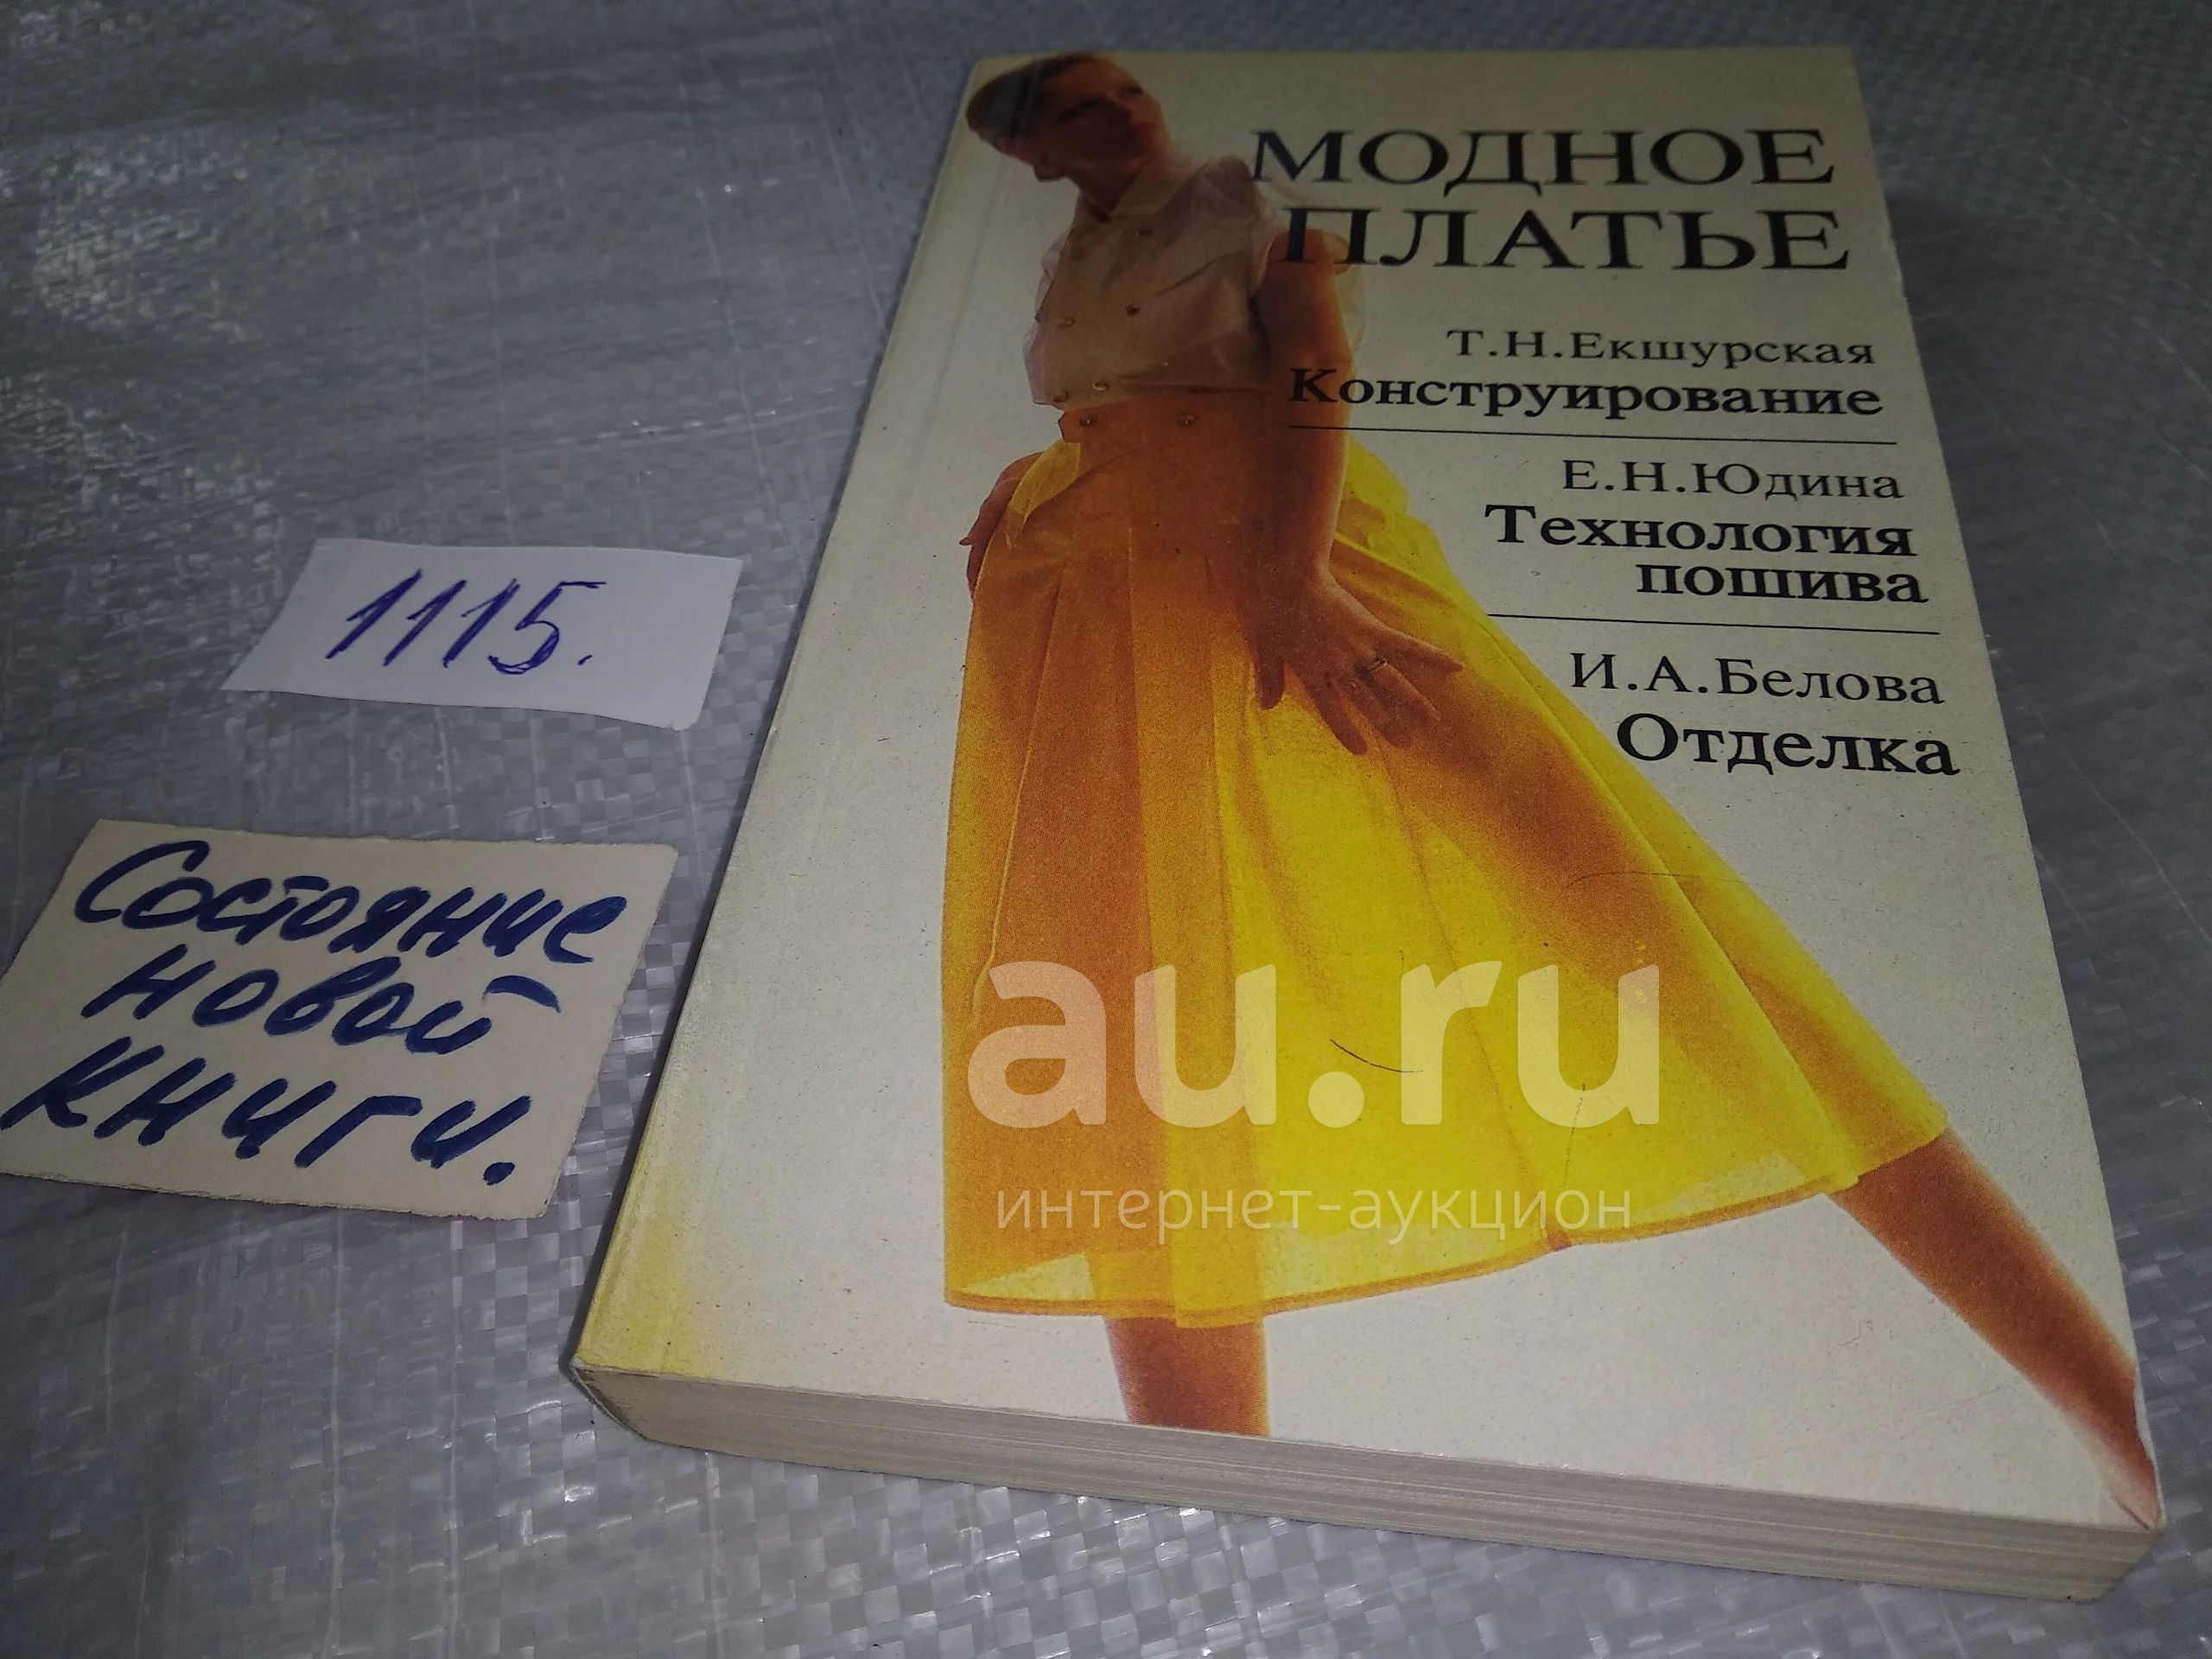 МОДНОЕ
ПЛАТЬЕ
Т.Н.Екшурская
Конструирование
Е.Н.Юдина
Технология
пошива
И.А.Белова
Отделка
1115.
Состояние
новой
книги.
au.ru
интернет-аукцион